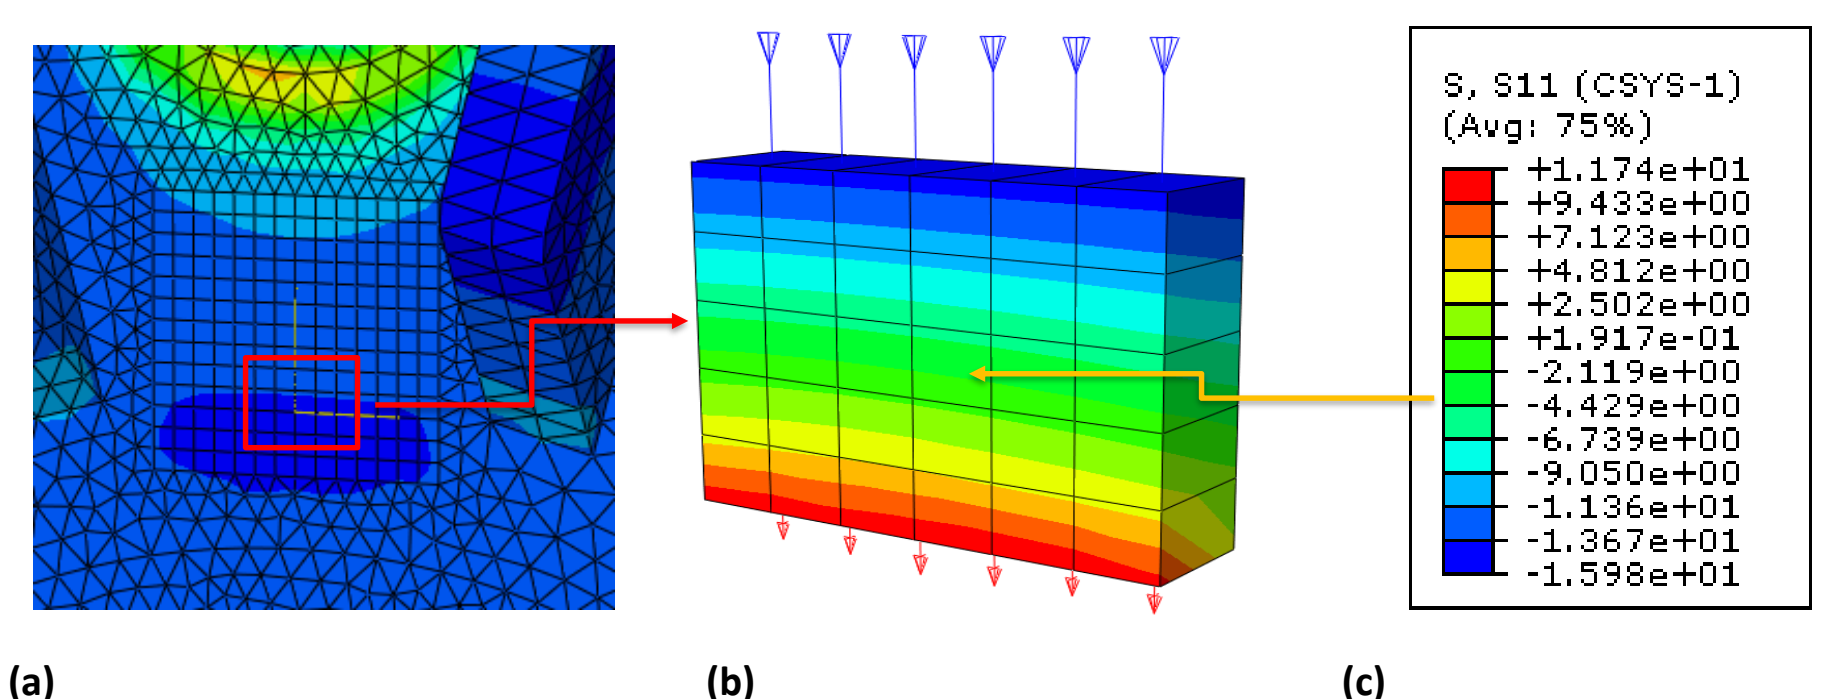 S, S11 (CSYS-1)
(Avg: 75%)
+1.174e+01
+9.433e+00
+7.123e+00
+4.812e+00
+2.502e+00
+1.917e-01
-2.119e+00
-4.429e+00
-6.739e+00
-9.050e+00
-1.136e+01
-1.367e+01
-1.598e+01
(a)
(b)
(c)